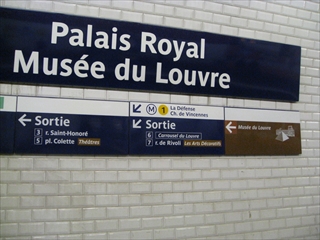 Palais Royal
Musée du Louvre
M 1 La Défense
Ch. de Vincennes
Sortie
3 r. Saint-Honoré
5 pl. Colette Théâtres
Sortie
6 Carrousel du Louvre
7 r. de Rivoli Les Arts Décoratifs
Musée du Louvre